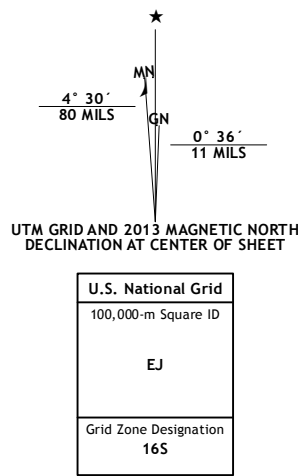 ★
MN
4° 30´
80 MILS
GN
0° 36´
11 MILS
UTM GRID AND 2013 MAGNETIC NORTH
DECLINATION AT CENTER OF SHEET
U.S. National Grid
100,000-m Square ID
EJ
Grid Zone Designation
16S